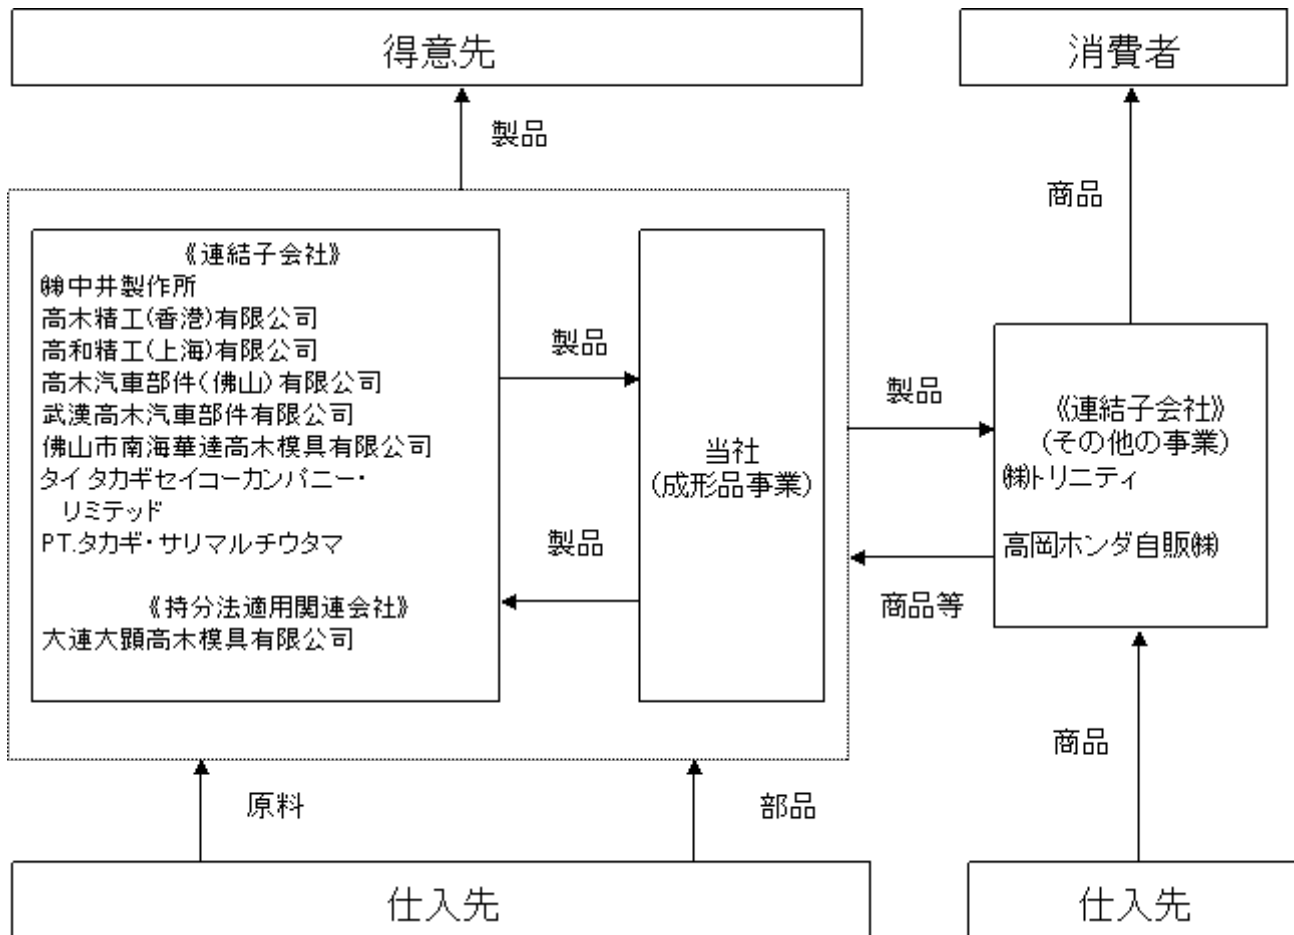 得意先
消費者
製品
商品
《連結子会社》
㈱中井製作所
高木精工(香港)有限公司
高和精工(上海)有限公司
高木汽車部件(佛山)有限公司
武漢高木汽車部件有限公司
佛山市南海華達高木模具有限公司
タイ タカギセイコーカンパニー・
リミテッド
PT.タカギ・サリマルチウタマ
《持分法適用関連会社》
大連大顕高木模具有限公司
製品
製品
当社
(成形品事業)
製品
商品等
《連結子会社》
(その他の事業)
㈱トリニティ
高岡ホンダ自販㈱
原料
部品
商品
仕入先
仕入先